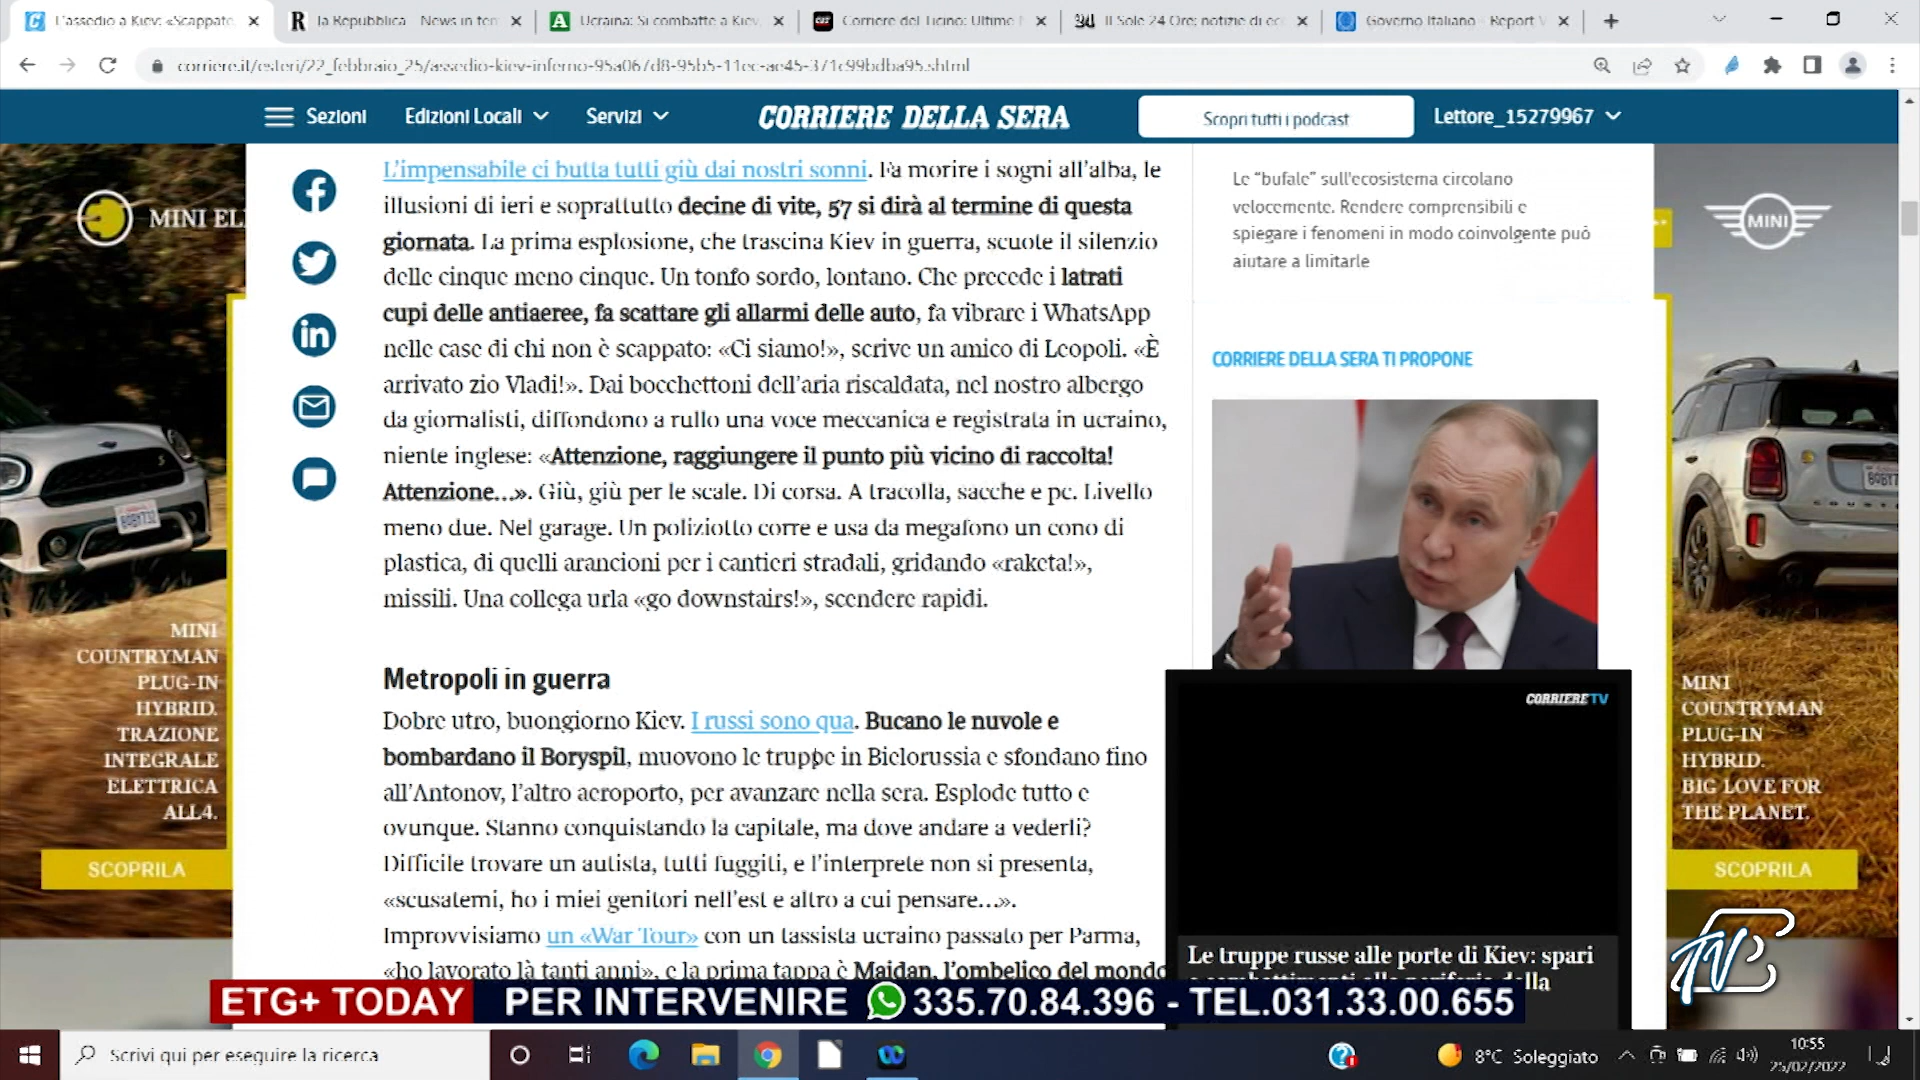 L'assedio a Kiev: «Scappate.
la Repubblica - News in tem
Ucraina: Si combatte a Kiev,
Corriere del Ticino: Ultime
Il Sole 24 Ore: notizie di ec
Governo Italiano - Report V
Sezioni
Edizioni Locali
Servizi
CORRIERE DELLA SERA
Scopri tutti i podcast
Lettore_15279967
L'impensabile ci butta tutti giù dai nostri sonni. Fa morire i sogni all'alba, le
illusioni di ieri e soprattutto decine di vite, 57 si dirà al termine di questa
giornata. La prima esplosione, che trascina Kiev in guerra, scuote il silenzio
delle cinque meno cinque. Un tonfo sordo, lontano. Che precede i latrati
cupi delle antiaeree, fa scattare gli allarmi delle auto, fa vibrare i WhatsApp
nelle case di chi non è scappato: «Ci siamo!», scrive un amico di Leopoli. «È
arrivato zio Vladi!». Dai bocchettoni dell'aria riscaldata, nel nostro albergo
da giornalisti, diffondono a rullo una voce meccanica e registrata in ucraino,
niente inglese: «Attenzione, raggiungere il punto più vicino di raccolta!
Attenzione...». Giù, giù per le scale. Di corsa. A tracolla, sacche e pc. Livello
meno due. Nel garage. Un poliziotto corre e usa da megafono un cono di
plastica, di quelli arancioni per i cantieri stradali, gridando «raketa!»,
missili. Una collega urla «go downstairs!», scendere rapidi.
Metropoli in guerra
Dobre utro, buongiorno Kiev. I russi sono qua. Bucano le nuvole e
bombardano il Boryspil, muovono le truppe in Bielorussia e sfondano fino
all'Antonov, l'altro aeroporto, per avanzare nella sera. Esplode tutto e
ovunque. Stanno conquistando la capitale, ma dove andare a vederli?
Difficile trovare un autista, tutti fuggiti, e l'interprete non si presenta,
«scusatemi, ho i miei genitori nell'est e altro a cui pensare...».
Improvvisiamo un «War Tour» con un tassista ucraino passato per Parma,
«ho lavorato là tanti anni», e la prima tappa è Maidan, l'ombelico del mondo
Le "bufale" sull'ecosistema circolano
velocemente. Rendere comprensibili e
spiegare i fenomeni in modo coinvolgente può
aiutare a limitarle
CORRIERE DELLA SERA TI PROPONE
CORRIERE TV
Le truppe russe alle porte di Kiev: spari
MINI EL
MINI
COUNTRYMAN
PLUG-IN
HYBRID.
TRAZIONE
INTEGRALE
ELETTRICA
ALL4.
SCOPRILA
MINI
MINI
COUNTRYMAN
PLUG-IN
HYBRID.
BIG LOVE FOR
THE PLANET.
SCOPRILA
ETG+ TODAY
PER INTERVENIRE 335.70.84.396 - TEL.031.33.00.655
Scrivi qui per eseguire la ricerca
8°C Soleggiato
10:55
25/02/2022